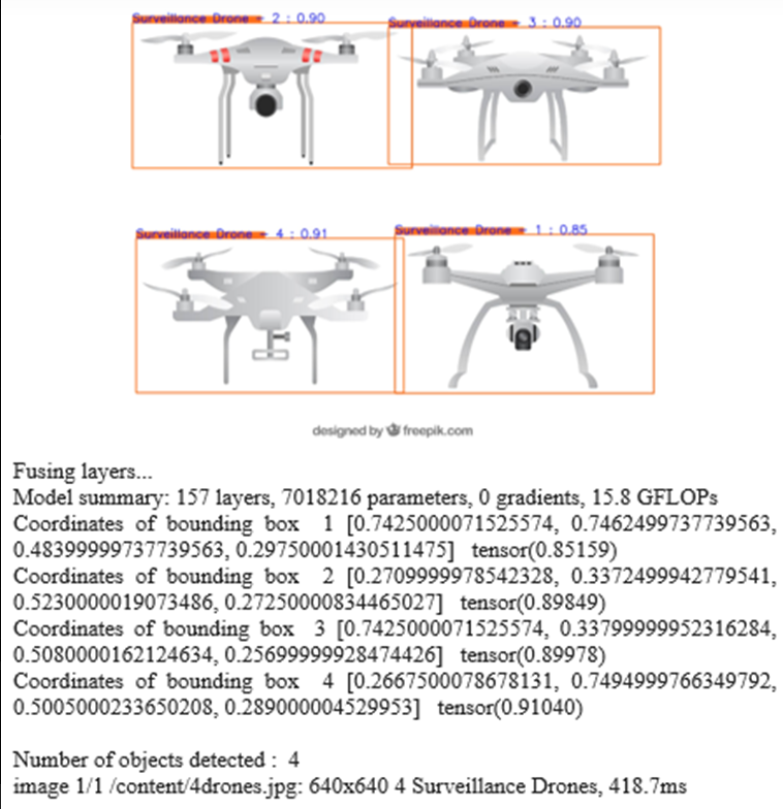 Surveillance Drone - 2 : 0.90
Surveillance Drone - 3 : 0.90
Surveillance Drone - 4 : 0.91
Surveillance Drone - 1 : 0.85
designed by freepik.com
Fusing layers...
Model summary: 157 layers, 7018216 parameters, 0 gradients, 15.8 GFLOPs
Coordinates of bounding box 1 [0.7425000071525574, 0.7462499737739563,
0.48399999737739563, 0.29750001430511475] tensor(0.85159)
Coordinates of bounding box 2 [0.2709999978542328, 0.3372499942779541,
0.5230000019073486, 0.27250000834465027] tensor(0.89849)
Coordinates of bounding box 3 [0.7425000071525574, 0.33799999952316284,
0.5080000162124634, 0.25699999928474426] tensor(0.89978)
Coordinates of bounding box 4 [0.2667500078678131, 0.7494999766349792,
0.5005000233650208, 0.289000004529953] tensor(0.91040)
Number of objects detected : 4
image 1/1 /content/4drones.jpg: 640x640 4 Surveillance Drones, 418.7ms